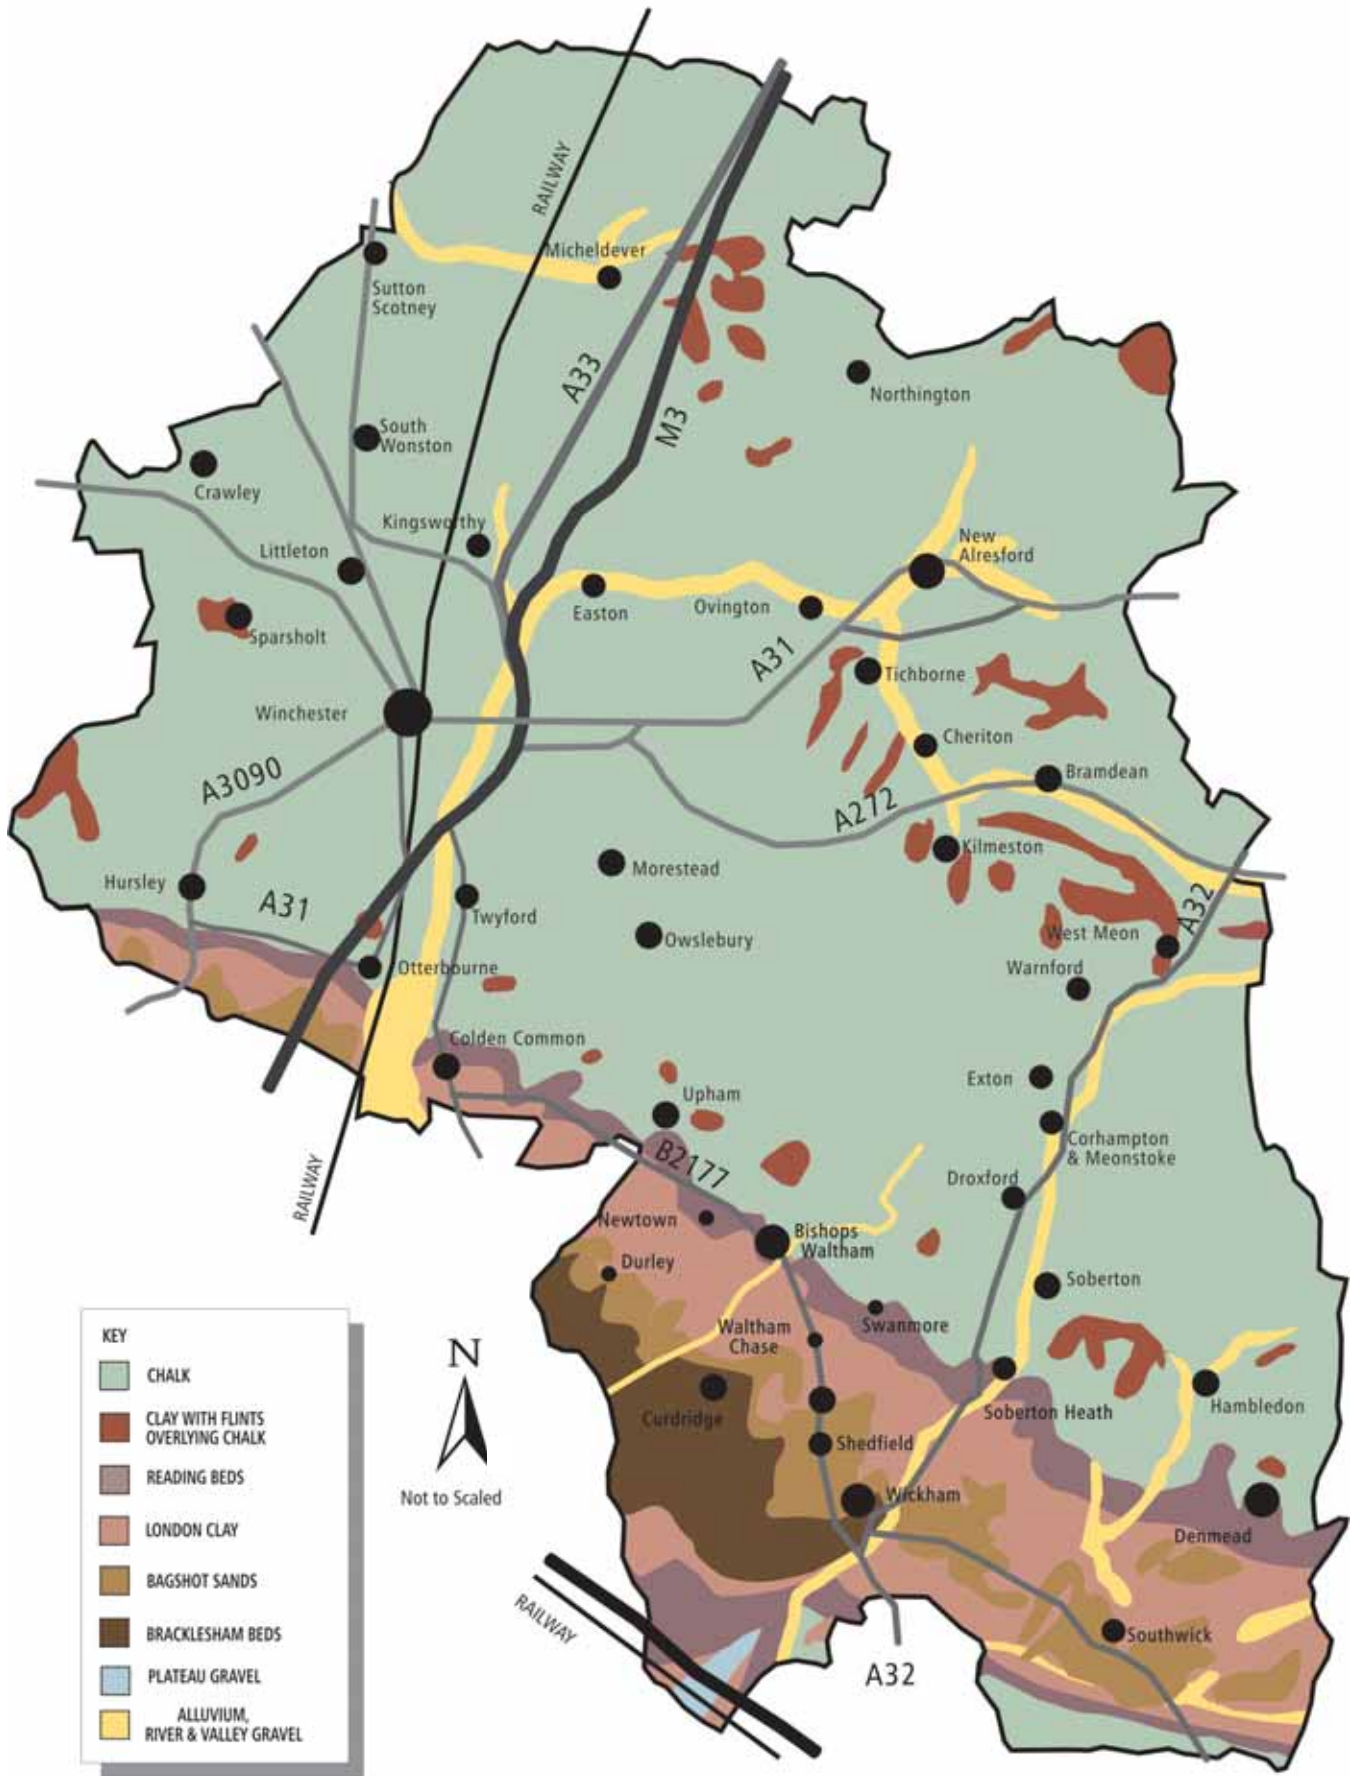 RAILWAY
Micheldever
Sutton
Scotney
A33
M3
Northington
South
Wonston
Crawley
Kingsworthy
Littleton
New
Alresford
Easton
Ovington
Sparsholt
A31
Tichborne
Winchester
Cheriton
A3090
Bramdean
A272
Kilmeston
Morestead
Hursley
A31
Twyford
A32
West Meon
Owslebury
Otterbourne
Warnford
Colden Common
Exton
Upham
Corhampton
& Meonstoke
B2177
Droxford
RAILWAY
Newtown
Bishops
Waltham
Durley
Soberton
Waltham
Chase
Swanmore
Curdridge
Soberton Heath
Hambledon
Shedfield
Wickham
Denmead
Southwick
RAILWAY
A32
N
Not to Scaled
KEY
CHALK
CLAY WITH FLINTS
OVERLYING CHALK
READING BEDS
LONDON CLAY
BAGSHOT SANDS
BRACKLESHAM BEDS
PLATEAU GRAVEL
ALLUVIUM,
RIVER & VALLEY GRAVEL